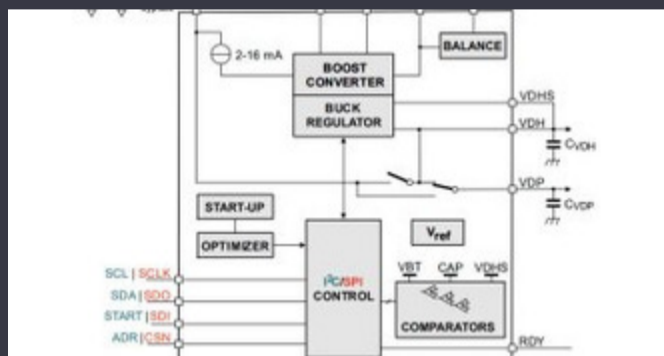 2-16 mA
BALANCE
BOOST
CONVERTER
BUCK
REGULATOR
VDHS
VDH
CVDH
VDP
CVDP
START-UP
OPTIMIZER
Vref
I²C/SPI
CONTROL
VBT CAP VDHS
COMPARATORS
SCL | SCLK
SDA | SDO
START | SDI
ADR | CSN
RDY